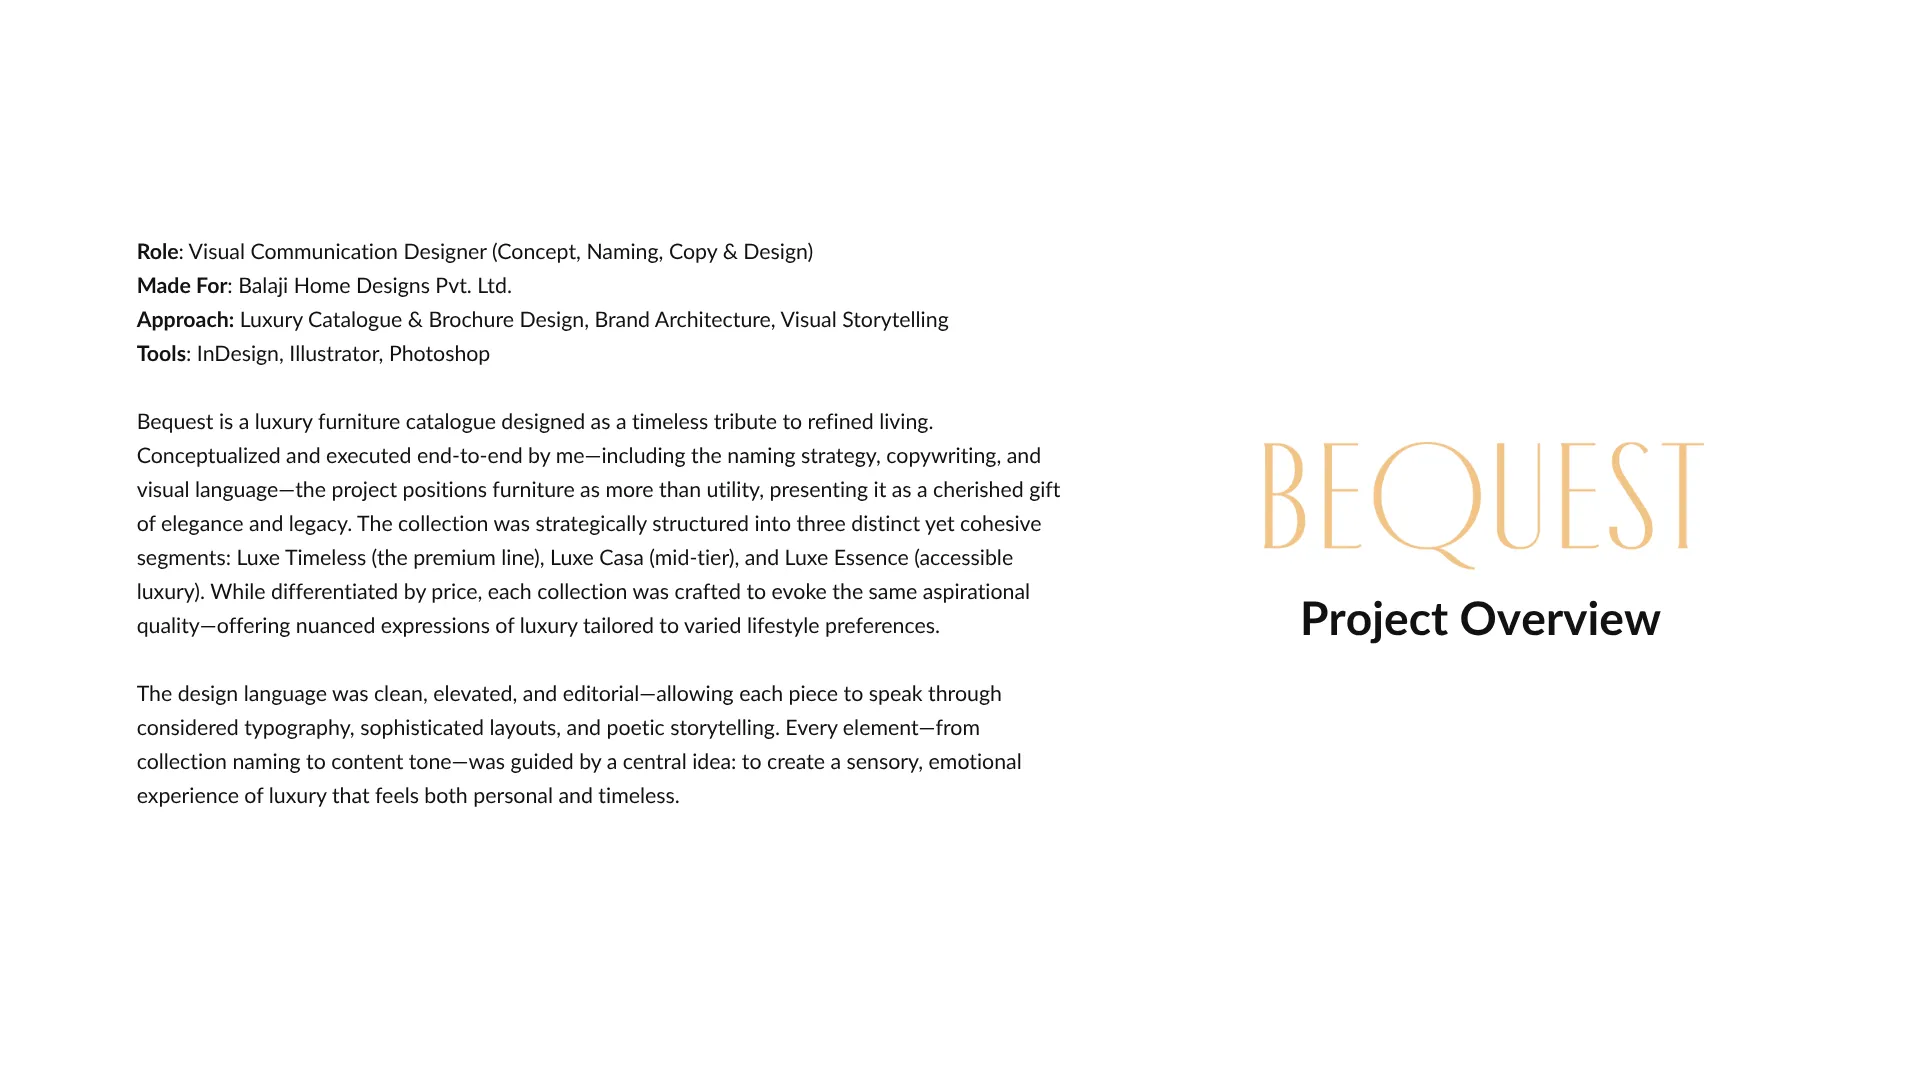 Role: Visual Communication Designer (Concept, Naming, Copy & Design)
Made For: Balaji Home Designs Pvt. Ltd.
Approach: Luxury Catalogue & Brochure Design, Brand Architecture, Visual Storytelling
Tools: InDesign, Illustrator, Photoshop
Bequest is a luxury furniture catalogue designed as a timeless tribute to refined living.
Conceptualized and executed end-to-end by me—including the naming strategy, copywriting, and
visual language—the project positions furniture as more than utility, presenting it as a cherished gift
of elegance and legacy. The collection was strategically structured into three distinct yet cohesive
segments: Luxe Timeless (the premium line), Luxe Casa (mid-tier), and Luxe Essence (accessible
luxury). While differentiated by price, each collection was crafted to evoke the same aspirational
quality—offering nuanced expressions of luxury tailored to varied lifestyle preferences.
The design language was clean, elevated, and editorial—allowing each piece to speak through
considered typography, sophisticated layouts, and poetic storytelling. Every element—from
collection naming to content tone—was guided by a central idea: to create a sensory, emotional
experience of luxury that feels both personal and timeless.
BEQUEST
Project Overview